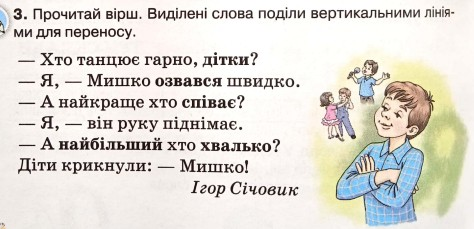 3. Прочитай вірш. Виділені слова поділи вертикальними лінія-
ми для переносу.
— Хто танцює гарно, дітки?
— Я, — Мишко озвався швидко.
— А найкраще хто співає?
— Я, — він руку піднімає.
— А найбільший хто хвалько?
Діти крикнули: — Мишко!
Ігор Січовик